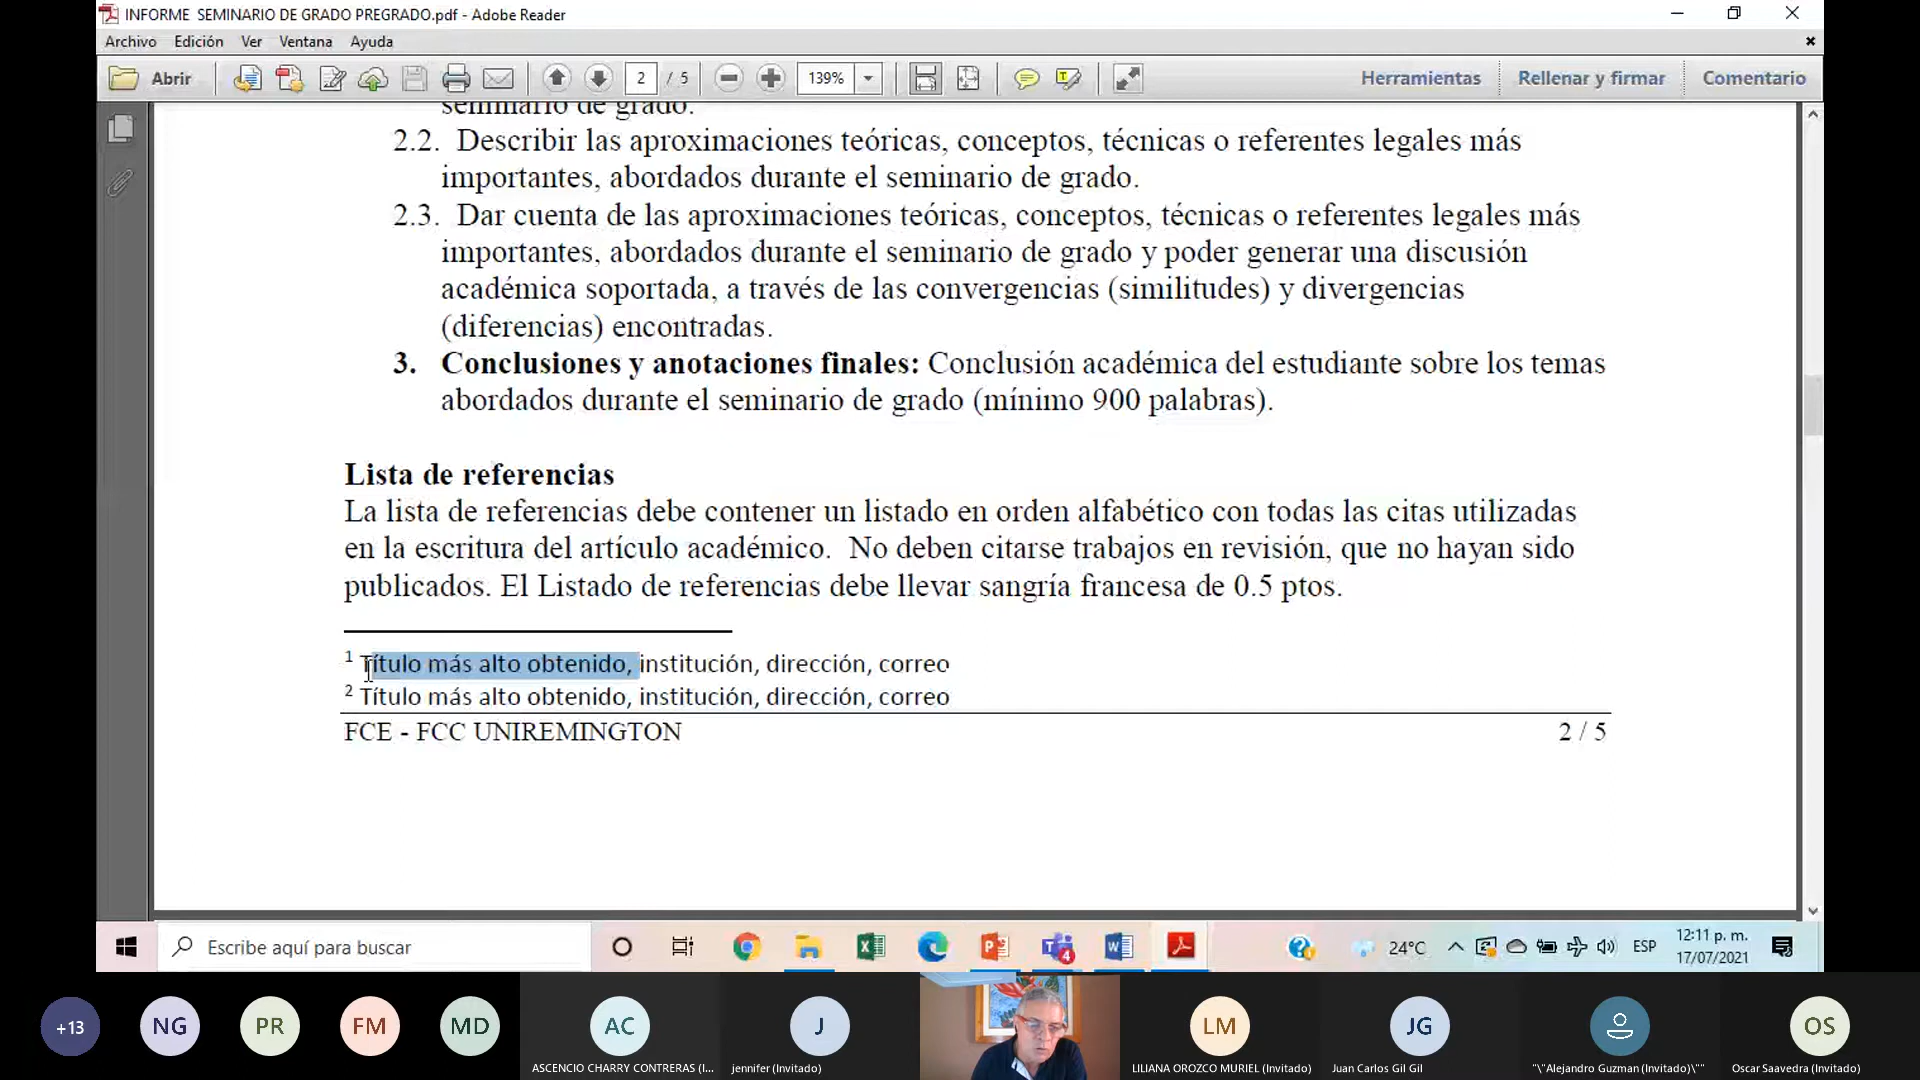 INFORME  SEMINARIO DE GRADO PREGRADO.pdf - Adobe Reader
Archivo Edición Ver Ventana Ayuda
Abrir 2 / 5 139% Herramientas Rellenar y firmar Comentario
seminario de grado.
2.2. Describir las aproximaciones teóricas, conceptos, técnicas o referentes legales más
importantes, abordados durante el seminario de grado.
2.3. Dar cuenta de las aproximaciones teóricas, conceptos, técnicas o referentes legales más
importantes, abordados durante el seminario de grado y poder generar una discusión
académica soportada, a través de las convergencias (similitudes) y divergencias
(diferencias) encontradas.
3. Conclusiones y anotaciones finales: Conclusión académica del estudiante sobre los temas
abordados durante el seminario de grado (mínimo 900 palabras).
Lista de referencias
La lista de referencias debe contener un listado en orden alfabético con todas las citas utilizadas
en la escritura del artículo académico. No deben citarse trabajos en revisión, que no hayan sido
publicados. El Listado de referencias debe llevar sangría francesa de 0.5 ptos.
1 Título más alto obtenido, institución, dirección, correo
2 Título más alto obtenido, institución, dirección, correo
FCE - FCC UNIREMINGTON 2 / 5
Escribe aquí para buscar 4 24°C ESP 12:11 p. m.
17/07/2021
+13 NG PR FM MD AC J LM JG OS
ASCENCIO CHARRY CONTRERAS (I... jennifer (Invitado) LILIANA OROZCO MURIEL (Invitado) Juan Carlos Gil Gil "\"Alejandro Guzman (Invitado)\"" Oscar Saavedra (Invitado)